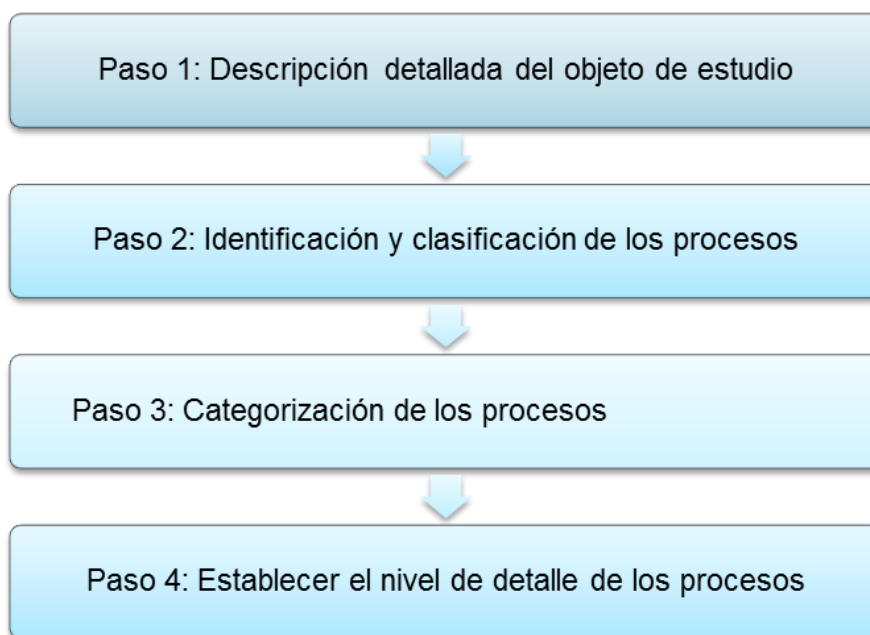 Paso 1: Descripción detallada del objeto de estudio
Paso 2: Identificación y clasificación de los procesos
Paso 3: Categorización de los procesos
Paso 4: Establecer el nivel de detalle de los procesos